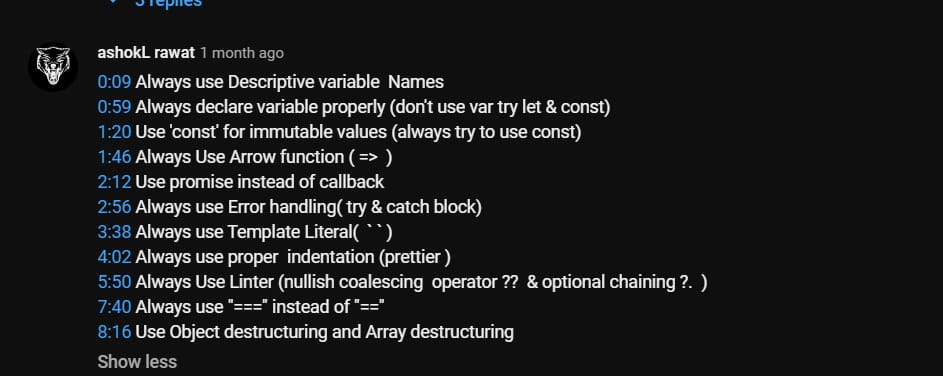 3 replies
ashokL rawat 1 month ago
0:09 Always use Descriptive variable Names
0:59 Always declare variable properly (don't use var try let & const)
1:20 Use 'const' for immutable values (always try to use const)
1:46 Always Use Arrow function ( => )
2:12 Use promise instead of callback
2:56 Always use Error handling( try & catch block)
3:38 Always use Template Literal( ` ` )
4:02 Always use proper indentation (prettier )
5:50 Always Use Linter (nullish coalescing operator ?? & optional chaining ?. )
7:40 Always use "===" instead of "=="
8:16 Use Object destructuring and Array destructuring
Show less